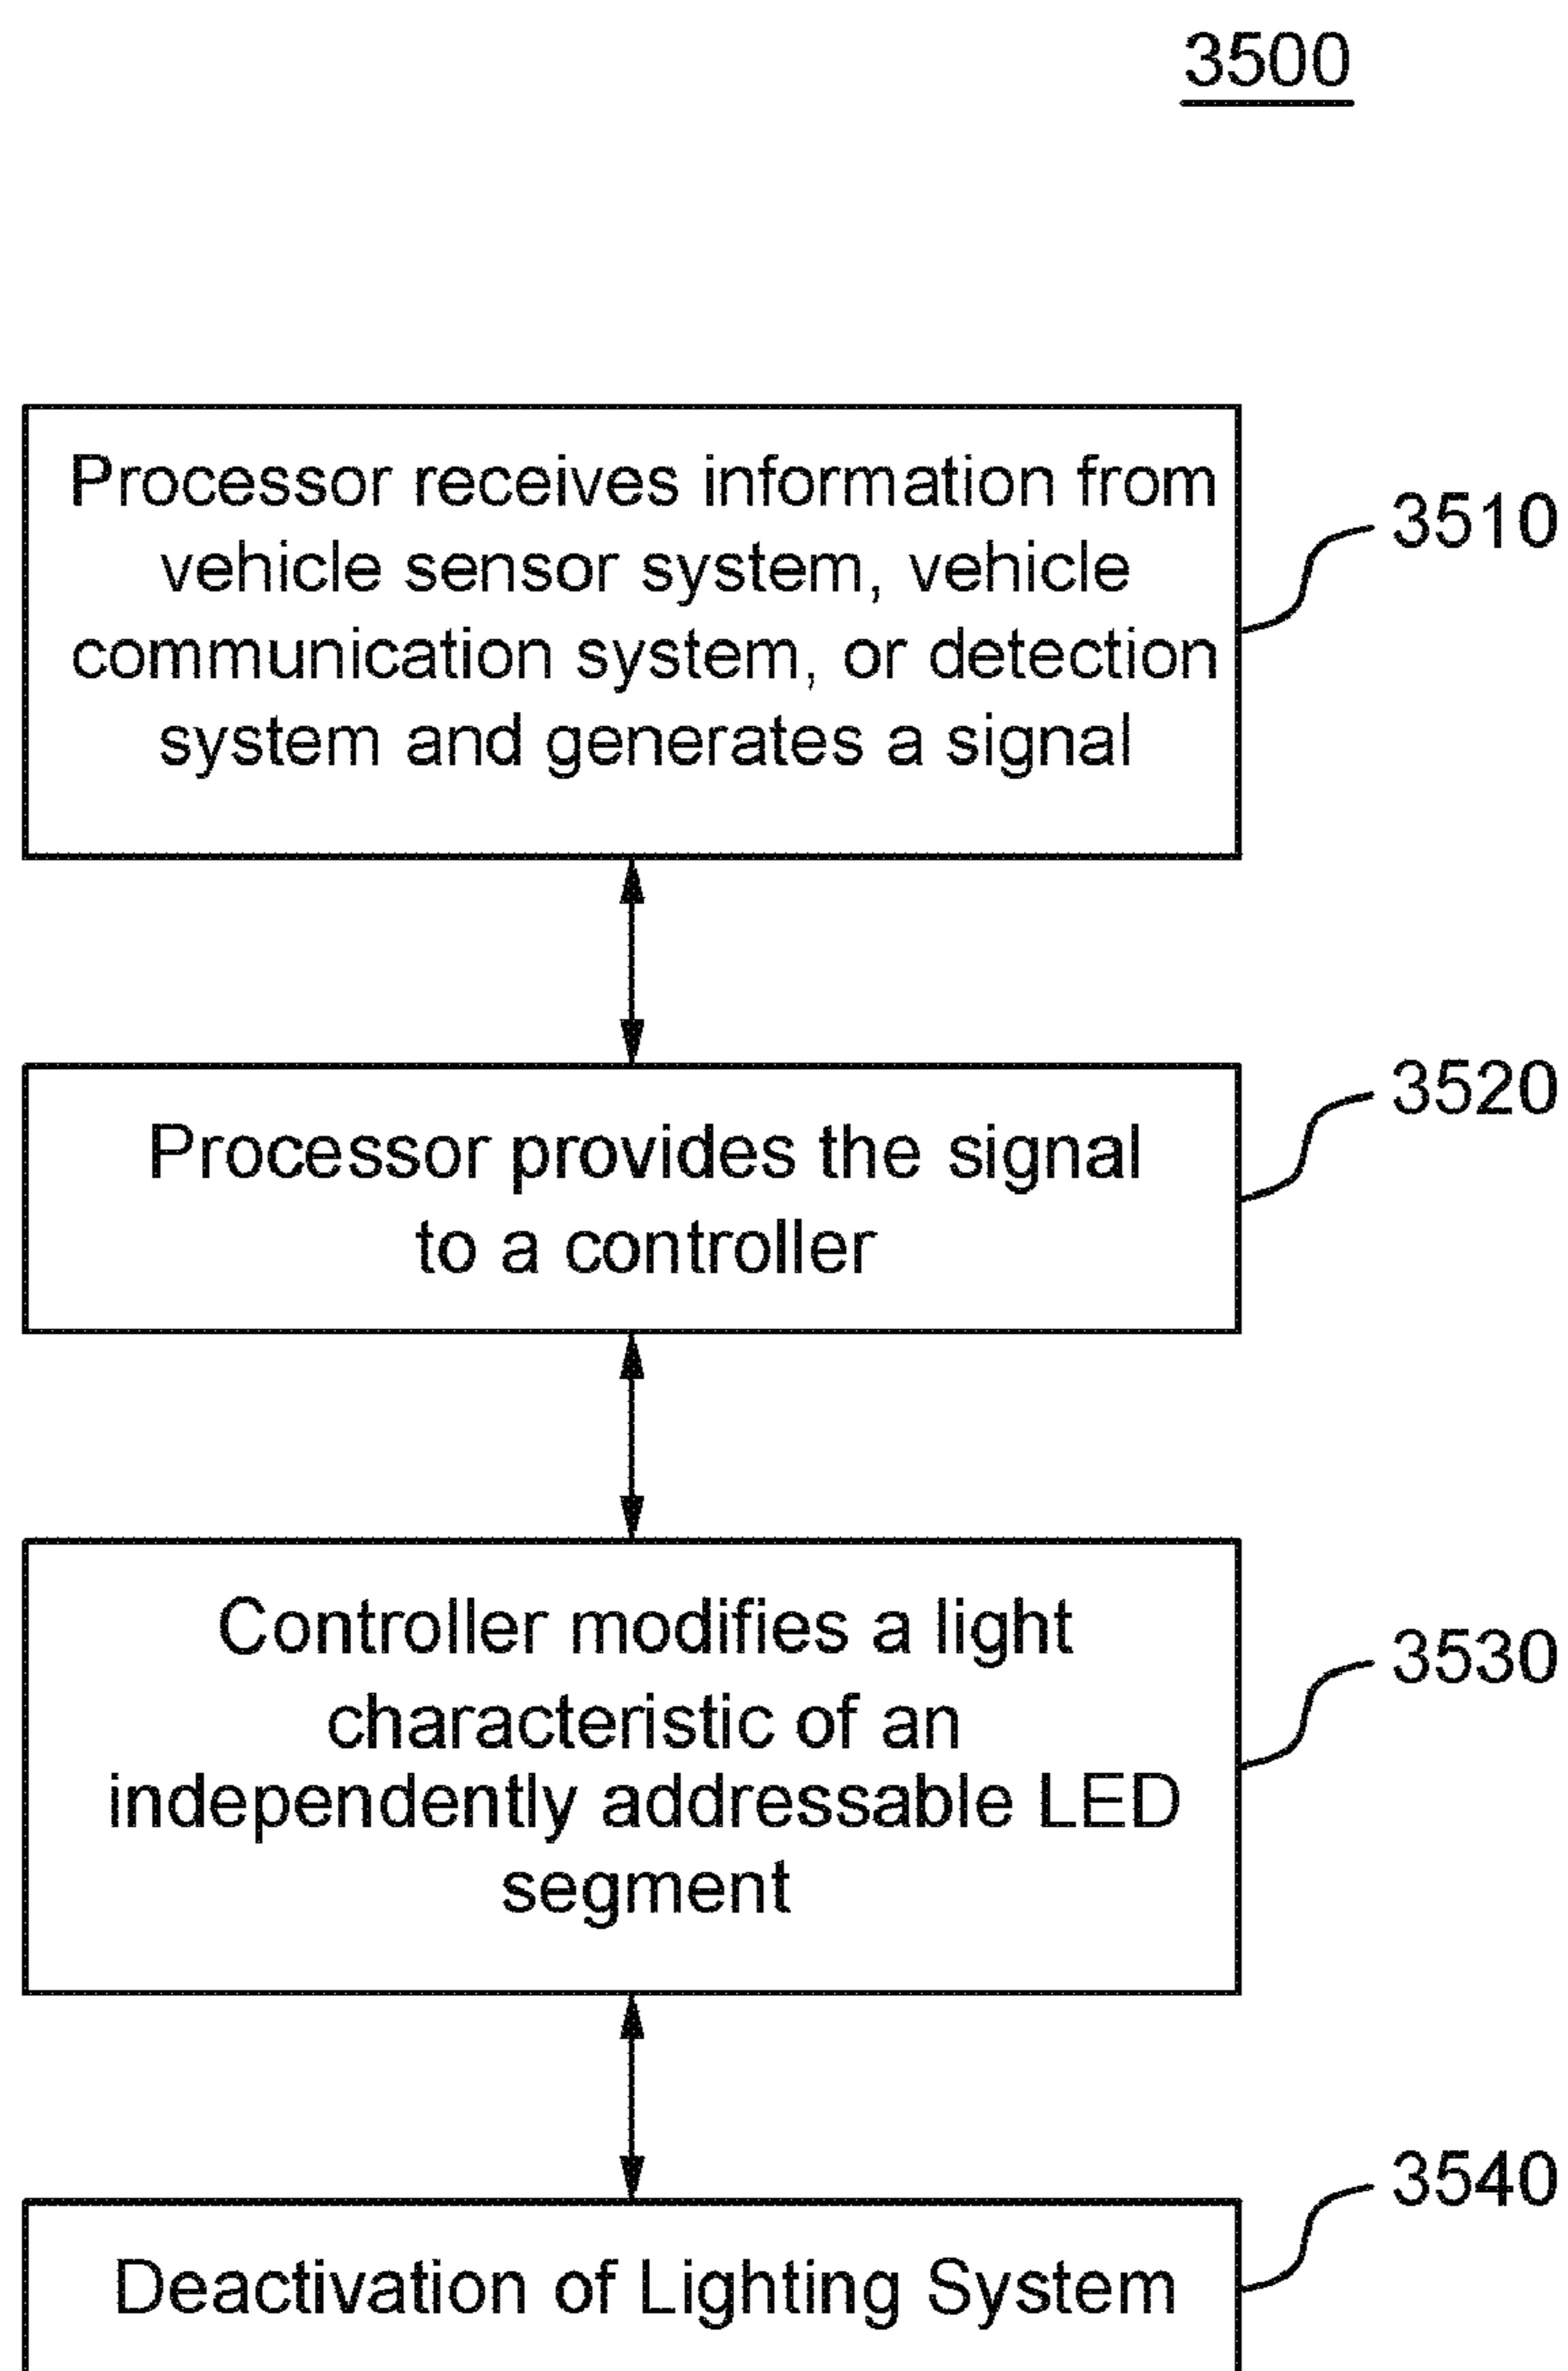 3500
Processor receives information from
vehicle sensor system, vehicle
communication system, or detection
system and generates a signal
3510
Processor provides the signal
to a controller
3520
Controller modifies a light
characteristic of an
independently addressable LED
segment
3530
Deactivation of Lighting System
3540